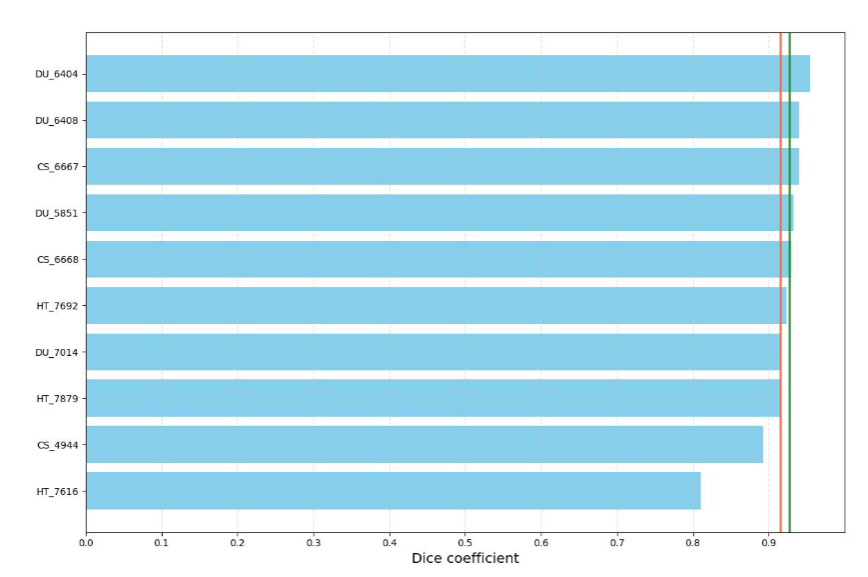 DU_6404
DU_6408
CS_6667
DU_5851
CS_6668
HT_7692
DU_7014
HT_7879
CS_4944
HT_7616
0.0 0.1 0.2 0.3 0.4 0.5 0.6 0.7 0.8 0.9
Dice coefficient